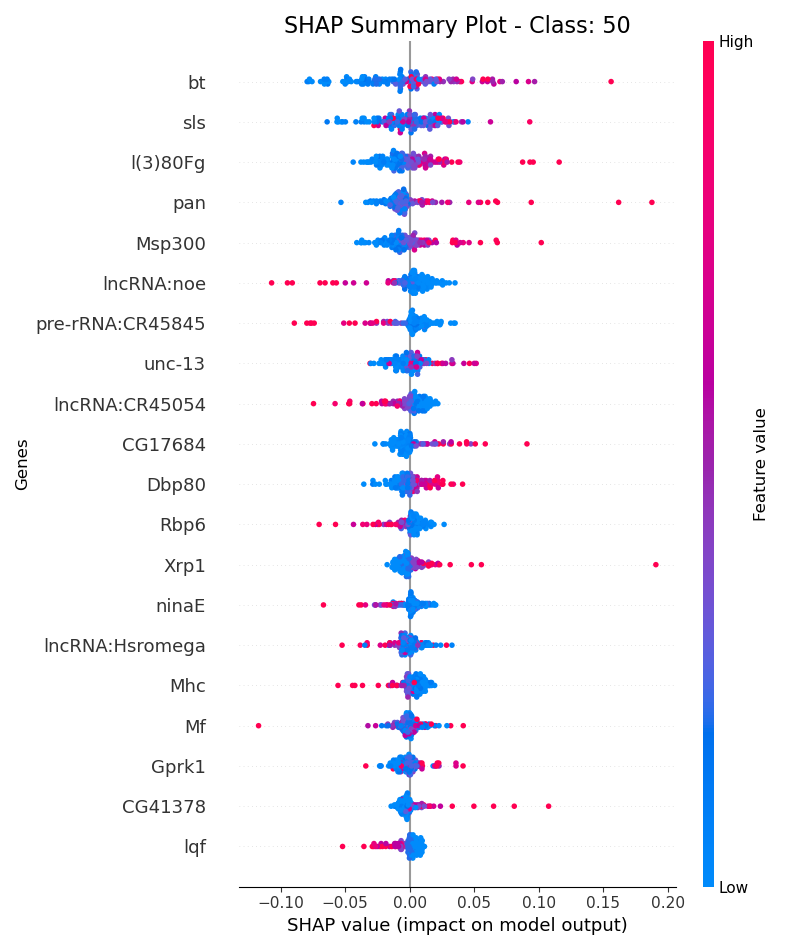 SHAP Summary Plot - Class: 50
High
bt
sls
l(3)80Fg
pan
Msp300
lncRNA:noe
pre-rRNA:CR45845
unc-13
lncRNA:CR45054
CG17684
Dbp80
Rbp6
Xrp1
ninaE
lncRNA:Hsromega
Mhc
Mf
Gprk1
CG41378
lqf
Genes
Feature value
Low
−0.10 −0.05 0.00 0.05 0.10 0.15 0.20
SHAP value (impact on model output)